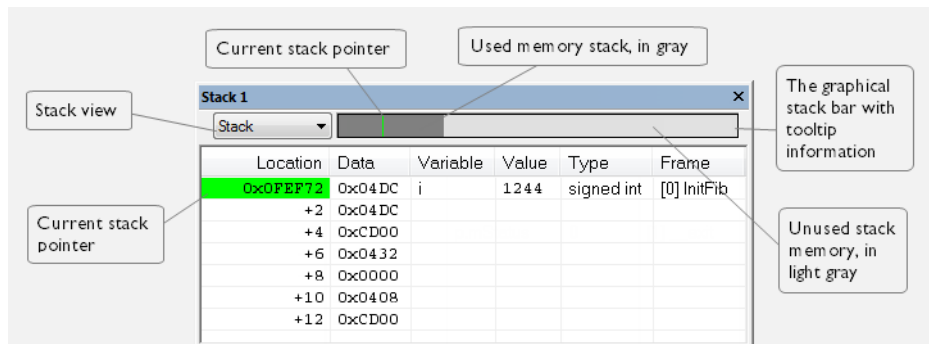 Current stack pointer
Used memory stack, in gray
The graphical
stack bar with
tooltip
information
Stack view
Stack 1
Stack
Location Data Variable Value Type Frame
0x0FEF72 0x04DC i 1244 signed int [0] InitFib
+2 0x04DC
+4 0xCD00
+6 0x0432
+8 0x0000
+10 0x0408
+12 0xCD00
Current stack
pointer
Unused stack
memory, in
light gray